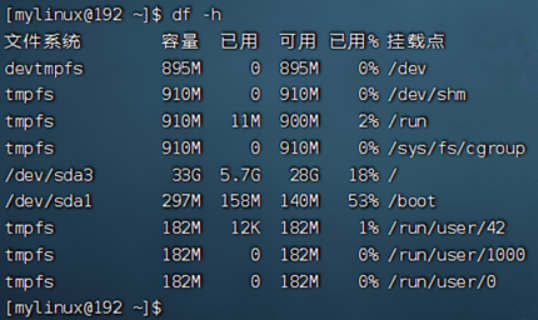 [mylinux@192 ~]$ df -h
文件系统 容量 已用 可用 已用% 挂载点
devtmpfs 895M 0 895M 0% /dev
tmpfs 910M 0 910M 0% /dev/shm
tmpfs 910M 11M 900M 2% /run
tmpfs 910M 0 910M 0% /sys/fs/cgroup
/dev/sda3 33G 5.7G 28G 18% /
/dev/sda1 297M 158M 140M 53% /boot
tmpfs 182M 12K 182M 1% /run/user/42
tmpfs 182M 0 182M 0% /run/user/1000
tmpfs 182M 0 182M 0% /run/user/0
[mylinux@192 ~]$